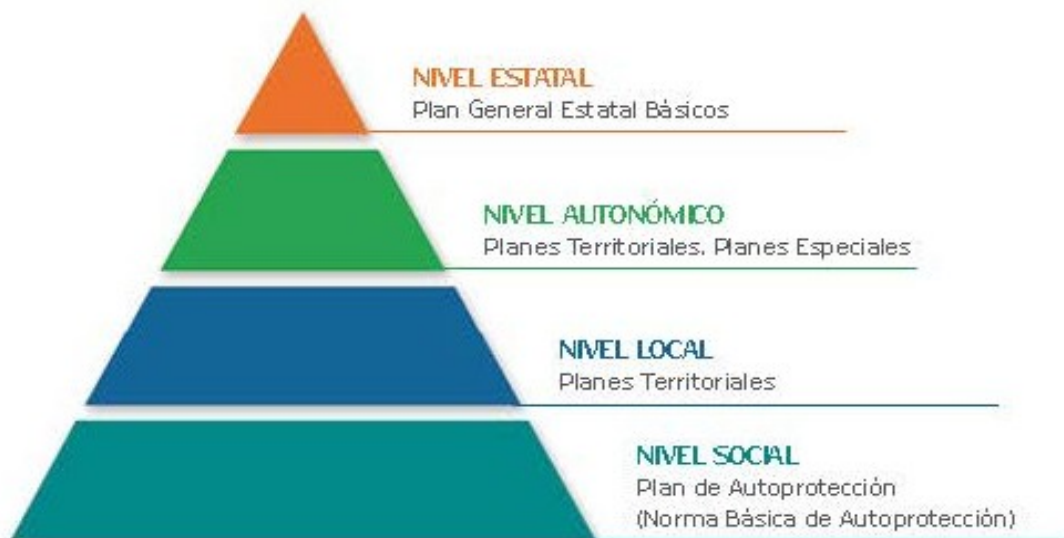 NIVEL ESTATAL
Plan General Estatal Básicos
NIVEL AUTONÓMICO
Planes Territoriales. Planes Especiales
NIVEL LOCAL
Planes Territoriales
NIVEL SOCIAL
Plan de Autoprotección
(Norma Básica de Autoprotección)